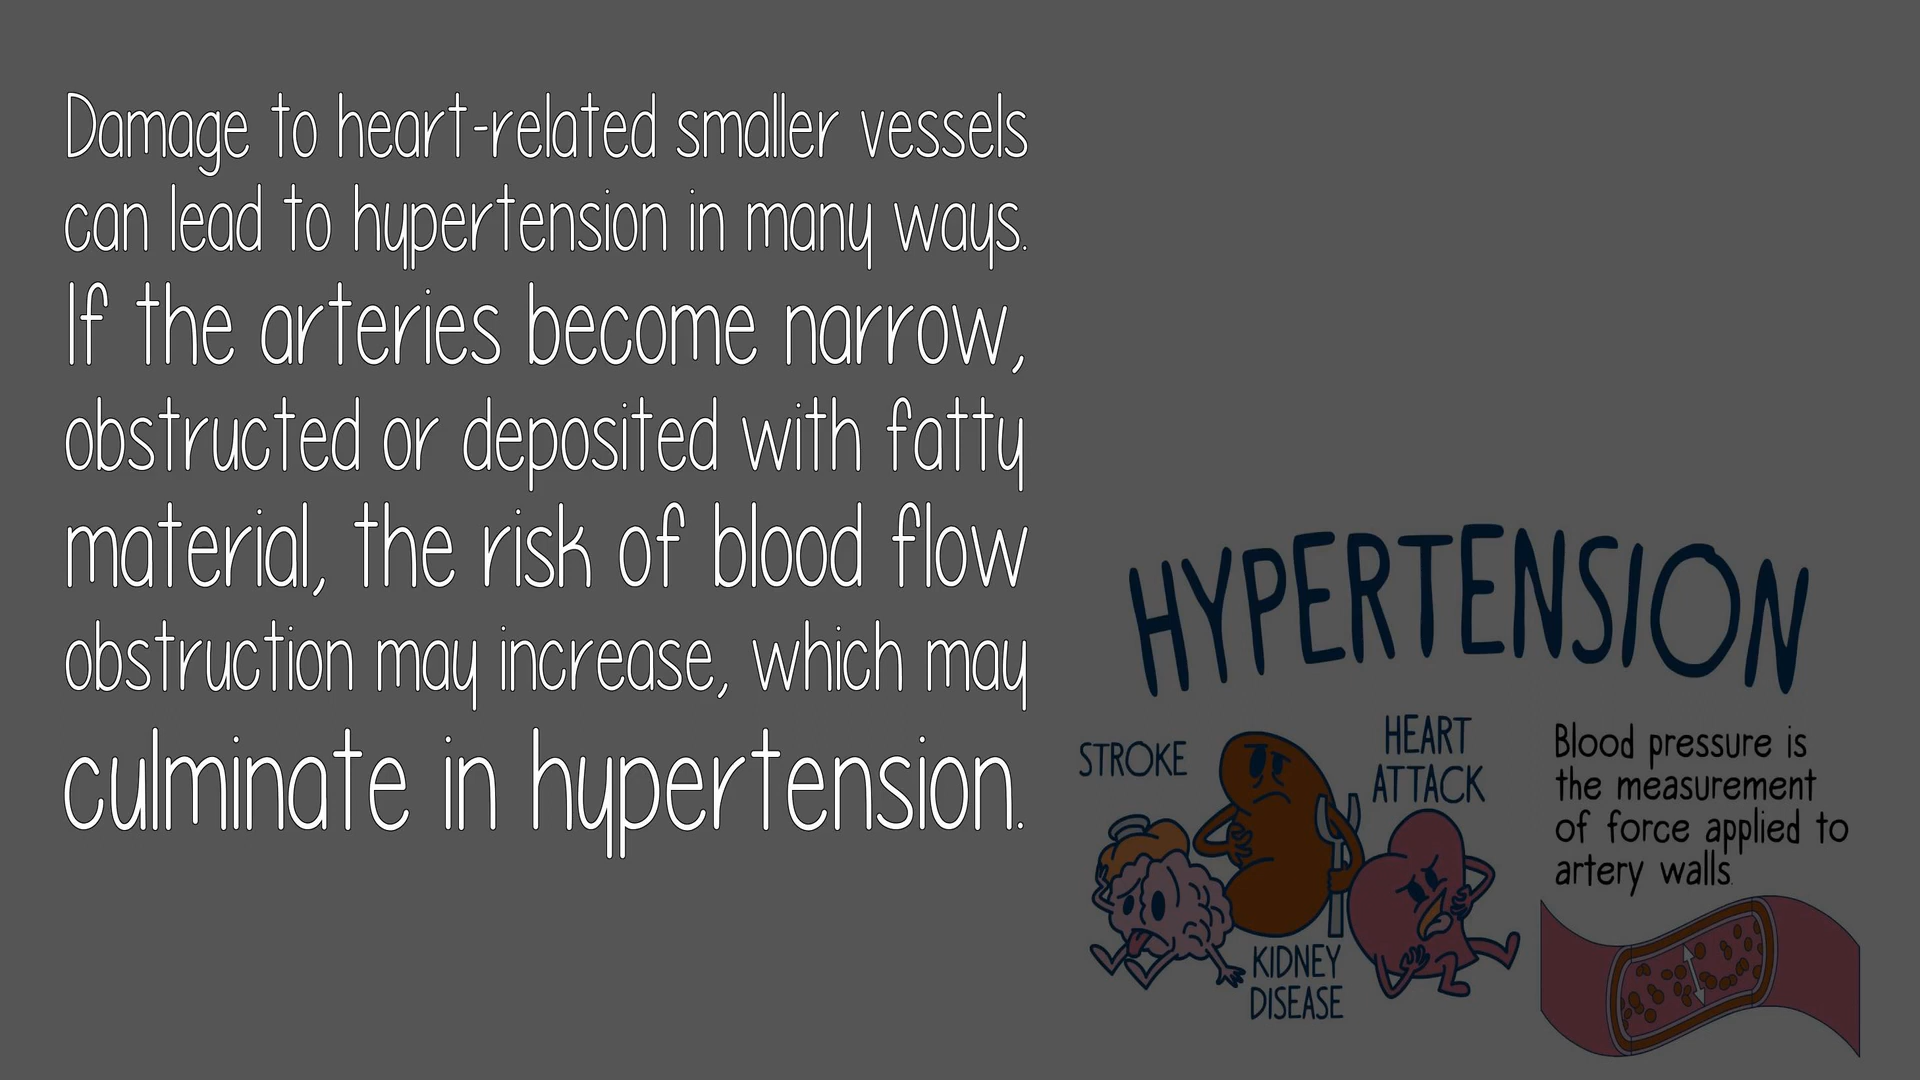 Damage to heart-related smaller vessels
can lead to hypertension in many ways.
If the arteries become narrow,
obstructed or deposited with fatty
material, the risk of blood flow
obstruction may increase, which may
culminate in hypertension.
HYPERTENSION
STROKE
HEART
ATTACK
KIDNEY
DISEASE
Blood pressure is
the measurement
of force applied to
artery walls.